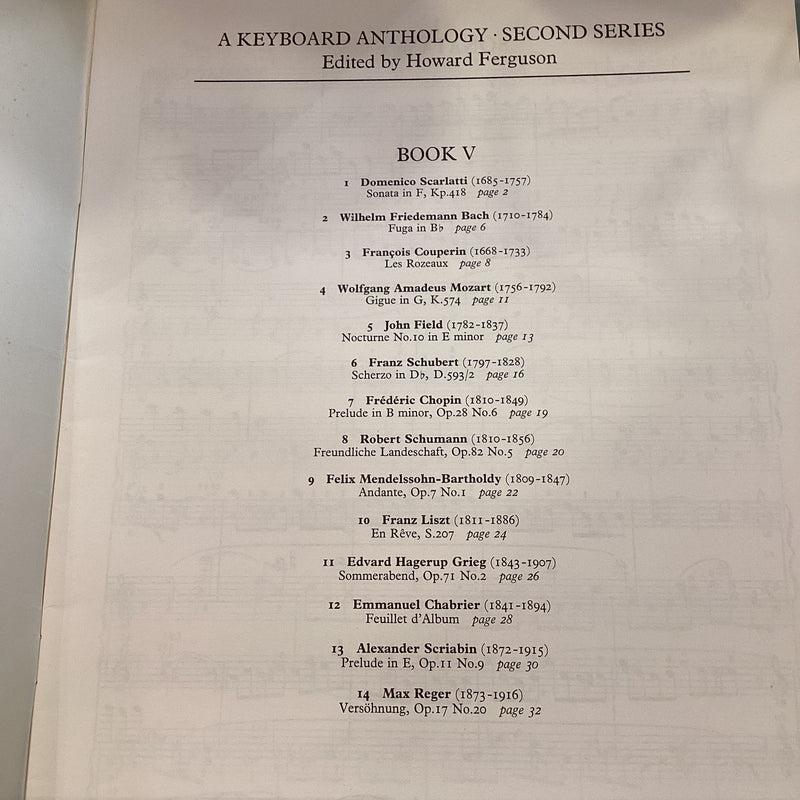 A KEYBOARD ANTHOLOGY · SECOND SERIES
Edited by Howard Ferguson
BOOK V
1 Domenico Scarlatti (1685-1757)
Sonata in F, Kp.418 page 2
2 Wilhelm Friedemann Bach (1710-1784)
Fuga in B♭ page 6
3 François Couperin (1668-1733)
Les Rozeaux page 8
4 Wolfgang Amadeus Mozart (1756-1792)
Gigue in G, K.574 page 11
5 John Field (1782-1837)
Nocturne No.10 in E minor page 13
6 Franz Schubert (1797-1828)
Scherzo in D♭, D.593/2 page 16
7 Frédéric Chopin (1810-1849)
Prelude in B minor, Op.28 No.6 page 19
8 Robert Schumann (1810-1856)
Freundliche Landeschaft, Op.82 No.5 page 20
9 Felix Mendelssohn-Bartholdy (1809-1847)
Andante, Op.7 No.1 page 22
10 Franz Liszt (1811-1886)
En Rêve, S.207 page 24
11 Edvard Hagerup Grieg (1843-1907)
Sommerabend, Op.71 No.2 page 26
12 Emmanuel Chabrier (1841-1894)
Feuillet d'Album page 28
13 Alexander Scriabin (1872-1915)
Prelude in E, Op.11 No.9 page 30
14 Max Reger (1873-1916)
Versöhnung, Op.17 No.20 page 32